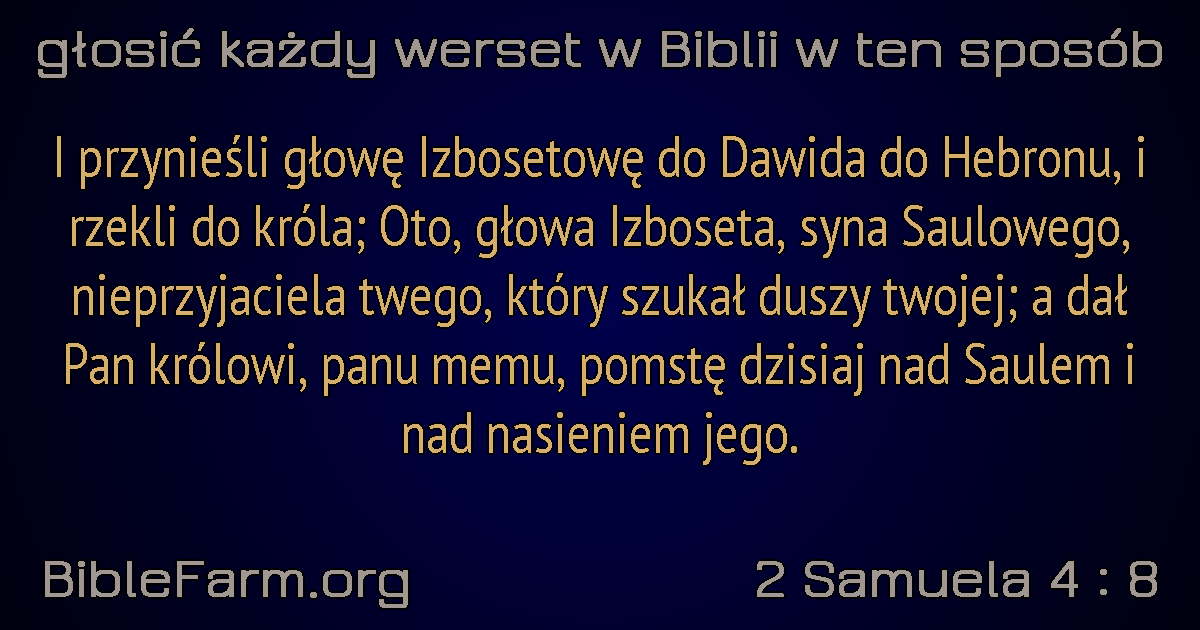 głosić każdy werset w Biblii w ten sposób
I przynieśli głowę Izbosetowę do Dawida do Hebronu, i
rzekli do króla; Oto, głowa Izboseta, syna Saulowego,
nieprzyjaciela twego, który szukał duszy twojej; a dał
Pan królowi, panu memu, pomstę dzisiaj nad Saulem i
nad nasieniem jego.
BibleFarm.org
2 Samuela 4 : 8